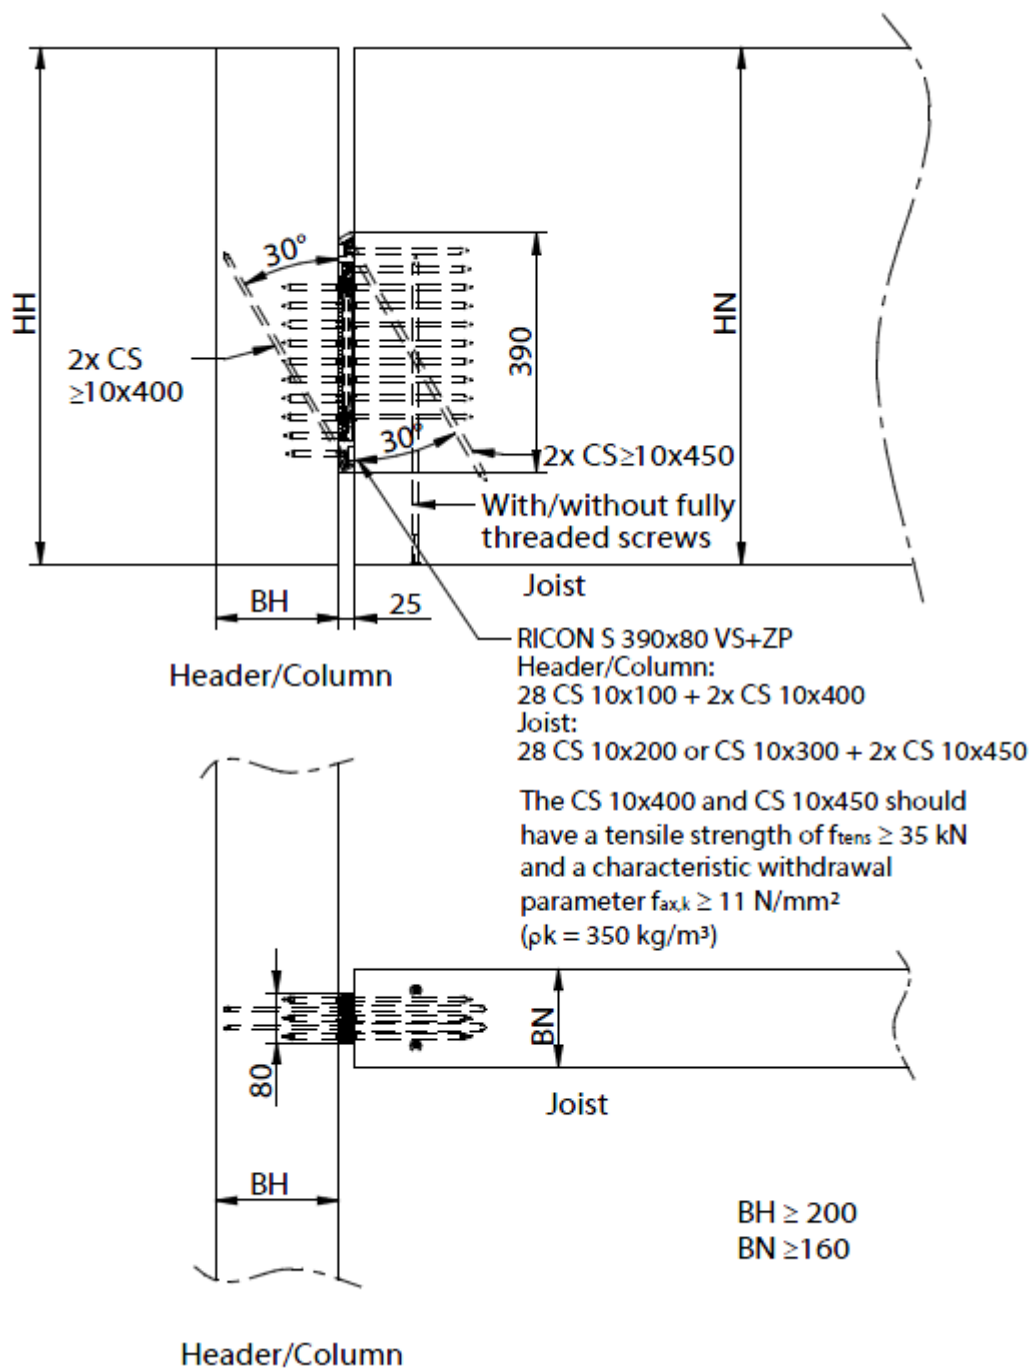 HH
30°
2x CS
≥10x400
390
HN
30°
2x CS≥10x450
With/without fully
threaded screws
Joist
BH
25
Header/Column
RICON S 390x80 VS+ZP
Header/Column:
28 CS 10x100 + 2x CS 10x400
Joist:
28 CS 10x200 or CS 10x300 + 2x CS 10x450
The CS 10x400 and CS 10x450 should
have a tensile strength of ftens ≥ 35 kN
and a characteristic withdrawal
parameter fax,k ≥ 11 N/mm²
(ρk = 350 kg/m³)
80
BN
Joist
BH
BH ≥ 200
BN ≥160
Header/Column